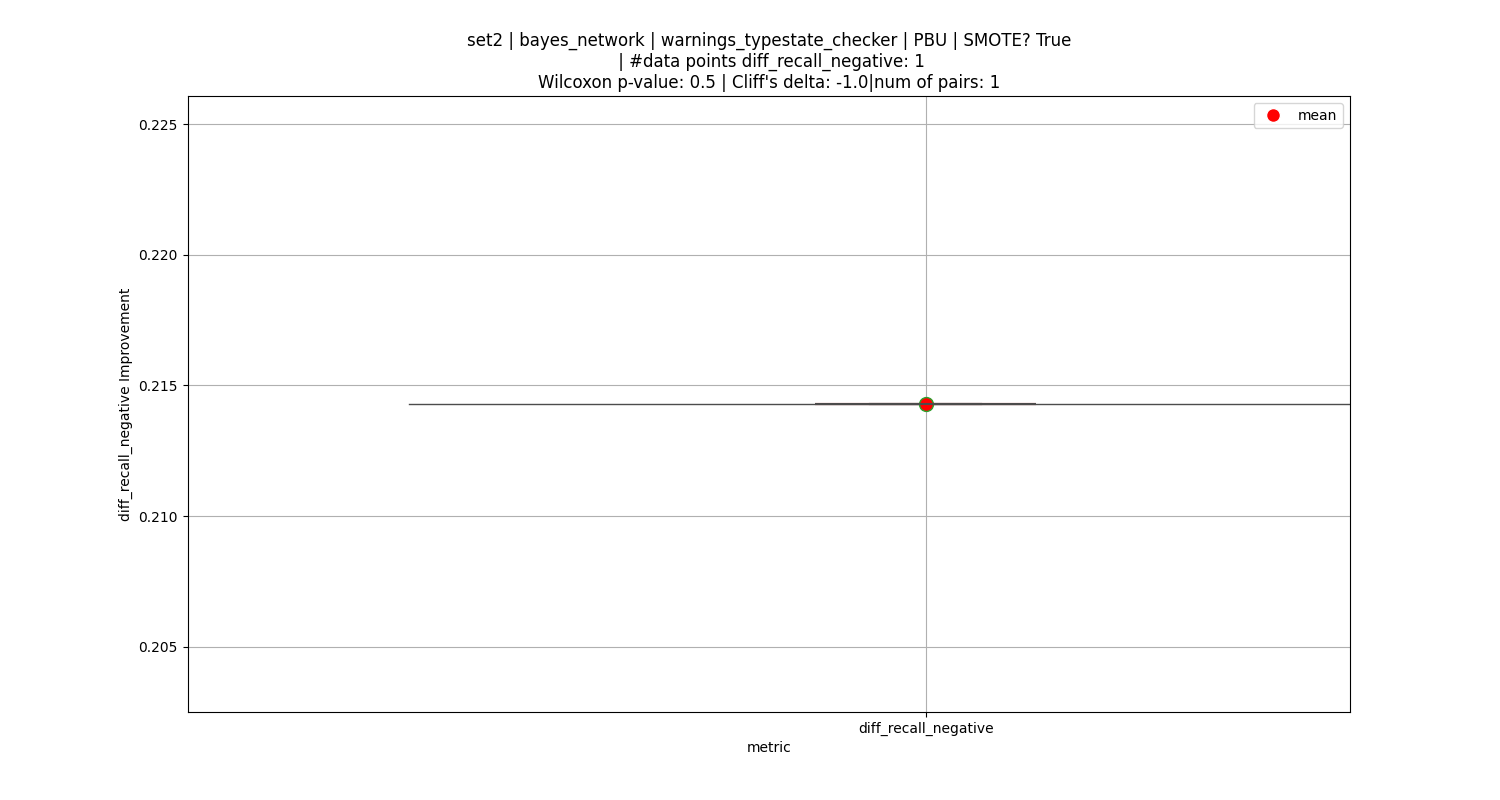 set2 | bayes_network | warnings_typestate_checker | PBU | SMOTE? True
| #data points diff_recall_negative: 1
Wilcoxon p-value: 0.5 | Cliff's delta: -1.0|num of pairs: 1
mean
0.225
0.220
0.215
0.210
0.205
diff_recall_negative Improvement
diff_recall_negative
metric